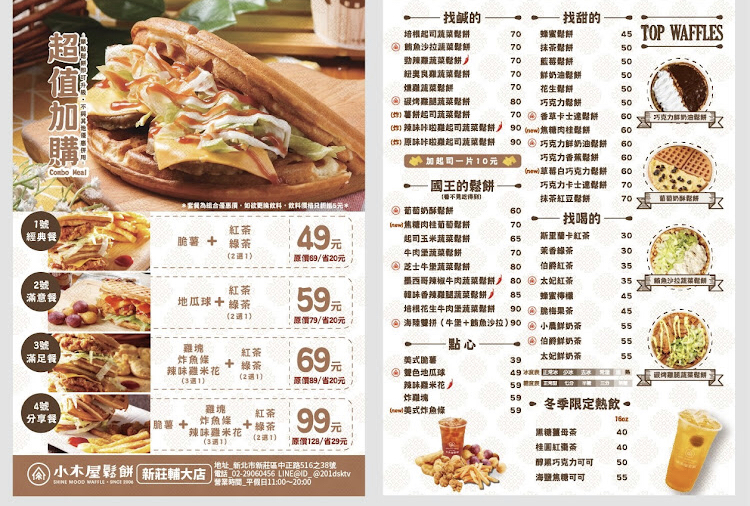 超值加購
Combo Meal
*套餐為組合優惠價,如欲更換飲料,飲料價格只折抵5元*
1號
經典餐
脆薯 + 紅茶 綠茶
(2選1)
49元
原價69/省20元
2號
滿意餐
地瓜球 + 紅茶 綠茶
(2選1)
59元
原價79/省20元
3號
滿足餐
雞塊 炸魚條 辣味雞米花 + 紅茶 綠茶
(3選1) (2選1)
69元
原價89/省20元
4號
分享餐
脆薯 + 雞塊 炸魚條 辣味雞米花 + 紅茶 綠茶
(3選1) (2選1)
99元
原價128/省29元
小木屋鬆餅
SHINE MOOD WAFFLE · SINCE 2006
新莊輔大店
地址_新北市新莊區中正路516之38號
電話_02-29060456 LINE@ID_@201dsktv
營業時間_平假日11:00~20:00
找鹹的
培根起司蔬菜鬆餅 70
鮪魚沙拉蔬菜鬆餅 70
勁辣雞蔬菜鬆餅 70
紐奧良雞蔬菜鬆餅 70
燻雞蔬菜鬆餅 70
碳烤雞腿蔬菜鬆餅 80
薯餅起司蔬菜鬆餅 70
辣味咔啦雞起司蔬菜鬆餅 90
原味咔啦雞起司蔬菜鬆餅 90
加起司一片10元
國王的鬆餅
(看不見吃得到)
葡萄奶酥鬆餅 60
(new)焦糖肉桂葡萄鬆餅 70
起司玉米蔬菜鬆餅 65
牛肉堡蔬菜鬆餅 70
芝士牛堡蔬菜鬆餅 80
墨西哥辣椒牛肉蔬菜鬆餅 80
韓味香辣雞腿蔬菜鬆餅 85
培根花生牛肉堡蔬菜鬆餅 90
海陸雙拼(牛堡+鮪魚沙拉) 90
點心
美式脆薯 39
雙色地瓜球 49
辣味雞米花 59
炸雞塊 59
(new)美式炸魚條 59
找甜的
蜂蜜鬆餅 45
抹茶鬆餅 50
藍莓鬆餅 50
鮮奶油鬆餅 50
花生鬆餅 50
巧克力鬆餅 50
香草卡士達鬆餅 60
(new)焦糖肉桂鬆餅 60
巧克力鮮奶油鬆餅 60
巧克力香蕉鬆餅 60
(new)草莓白巧克力鬆餅 60
巧克力卡士達鬆餅 70
抹茶紅豆鬆餅 70
找喝的
斯里蘭卡紅茶 30
茉香綠茶 30
伯爵紅茶 35
太妃紅茶 35
蜂蜜檸檬 45
脆梅果茶 45
小農鮮奶茶 55
伯爵鮮奶茶 55
太妃鮮奶茶 55
冬季限定熱飲
16oz
黑糖薑母茶 40
桂圓紅棗茶 40
醇黑巧克力可可 50
海鹽焦糖可可 55
TOP WAFFLES
巧克力鮮奶油鬆餅
葡萄奶酥鬆餅
鮪魚沙拉蔬菜鬆餅
碳烤雞腿蔬菜鬆餅